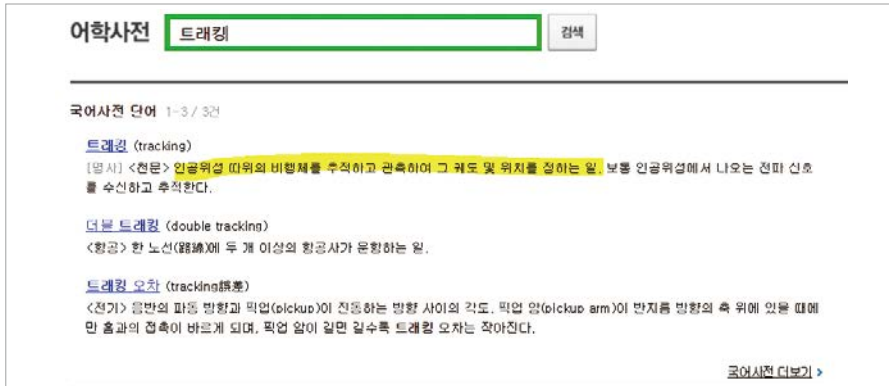 어학사전 트래킹 검색
국어사전 단어 1-3 / 3건
트래킹 (tracking)
[명사] <천문> 인공위성 따위의 비행체를 추적하고 관측하여 그 궤도 및 위치를 정하는 일. 보통 인공위성에서 나오는 전파 신호
를 수신하고 추적한다.
더블 트래킹 (double tracking)
<항공> 한 노선(路線)에 두 개 이상의 항공사가 운항하는 일.
트래킹 오차 (tracking誤差)
<전기> 음반의 파동 방향과 픽업(pickup)이 진동하는 방향 사이의 각도. 픽업 암(pickup arm)이 반지름 방향의 축 위에 있을 때에
만 홈과의 접촉이 바르게 되며, 픽업 암이 길면 길수록 트래킹 오차는 작아진다.
국어사전 더보기 >